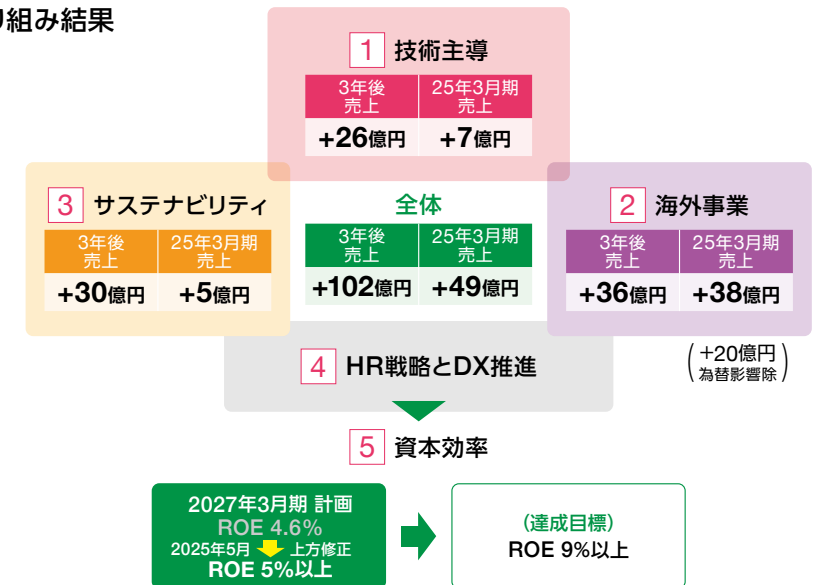 組み結果
1 技術主導
3年後
売上
25年3月期
売上
+26億円 +7億円
3 サステナビリティ
3年後
売上
25年3月期
売上
+30億円 +5億円
全体
3年後
売上
25年3月期
売上
+102億円 +49億円
2 海外事業
3年後
売上
25年3月期
売上
+36億円 +38億円
(+20億円
為替影響除)
4 HR戦略とDX推進
5 資本効率
2027年3月期 計画
ROE 4.6%
2025年5月 上方修正
ROE 5%以上
(達成目標)
ROE 9%以上